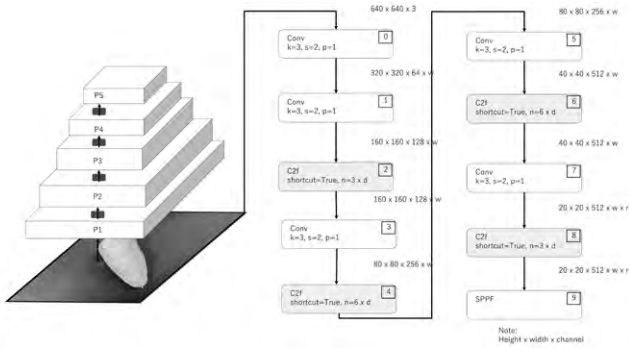 P5
P4
P3
P2
P1
640 x 640 x 3
Conv
k=3, s=2, p=1
0
320 x 320 x 64 x w
Conv
k=3, s=2, p=1
1
160 x 160 x 128 x w
C2f
shortcut=True, n=3 x d
2
160 x 160 x 128 x w
Conv
k=3, s=2, p=1
3
80 x 80 x 256 x w
C2f
shortcut=True, n=6 x d
4
80 x 80 x 256 x w
Conv
k=3, s=2, p=1
5
40 x 40 x 512 x w
C2f
shortcut=True, n=6 x d
6
40 x 40 x 512 x w
Conv
k=3, s=2, p=1
7
20 x 20 x 512 x w x r
C2f
shortcut=True, n=3 x d
8
20 x 20 x 512 x w x r
SPPF
9
Note:
Height x width x channel